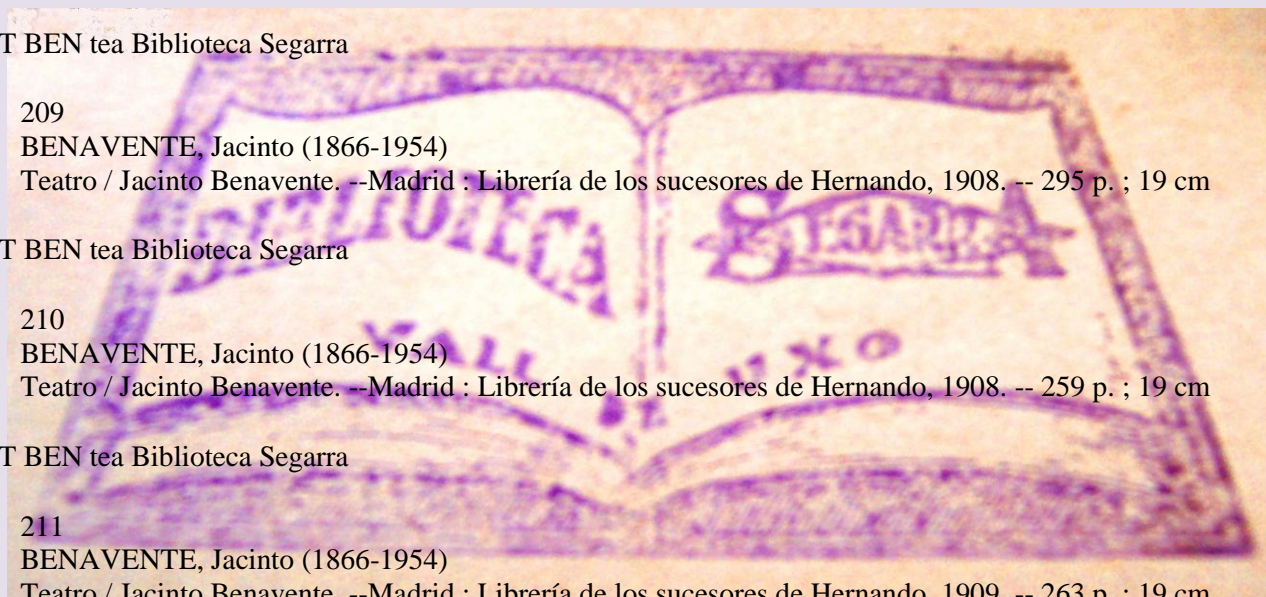 T BEN tea Biblioteca Segarra
209
BENAVENTE, Jacinto (1866-1954)
Teatro / Jacinto Benavente. --Madrid : Librería de los sucesores de Hernando, 1908. -- 295 p. ; 19 cm
BIBLIOTECA SEGARRA
T BEN tea Biblioteca Segarra
210
VALL D' UXO
BENAVENTE, Jacinto (1866-1954)
Teatro / Jacinto Benavente. --Madrid : Librería de los sucesores de Hernando, 1908. -- 259 p. ; 19 cm
T BEN tea Biblioteca Segarra
211
BENAVENTE, Jacinto (1866-1954)
Teatro / Jacinto Benavente. --Madrid : Librería de los sucesores de Hernando, 1909. -- 263 p. ; 19 cm